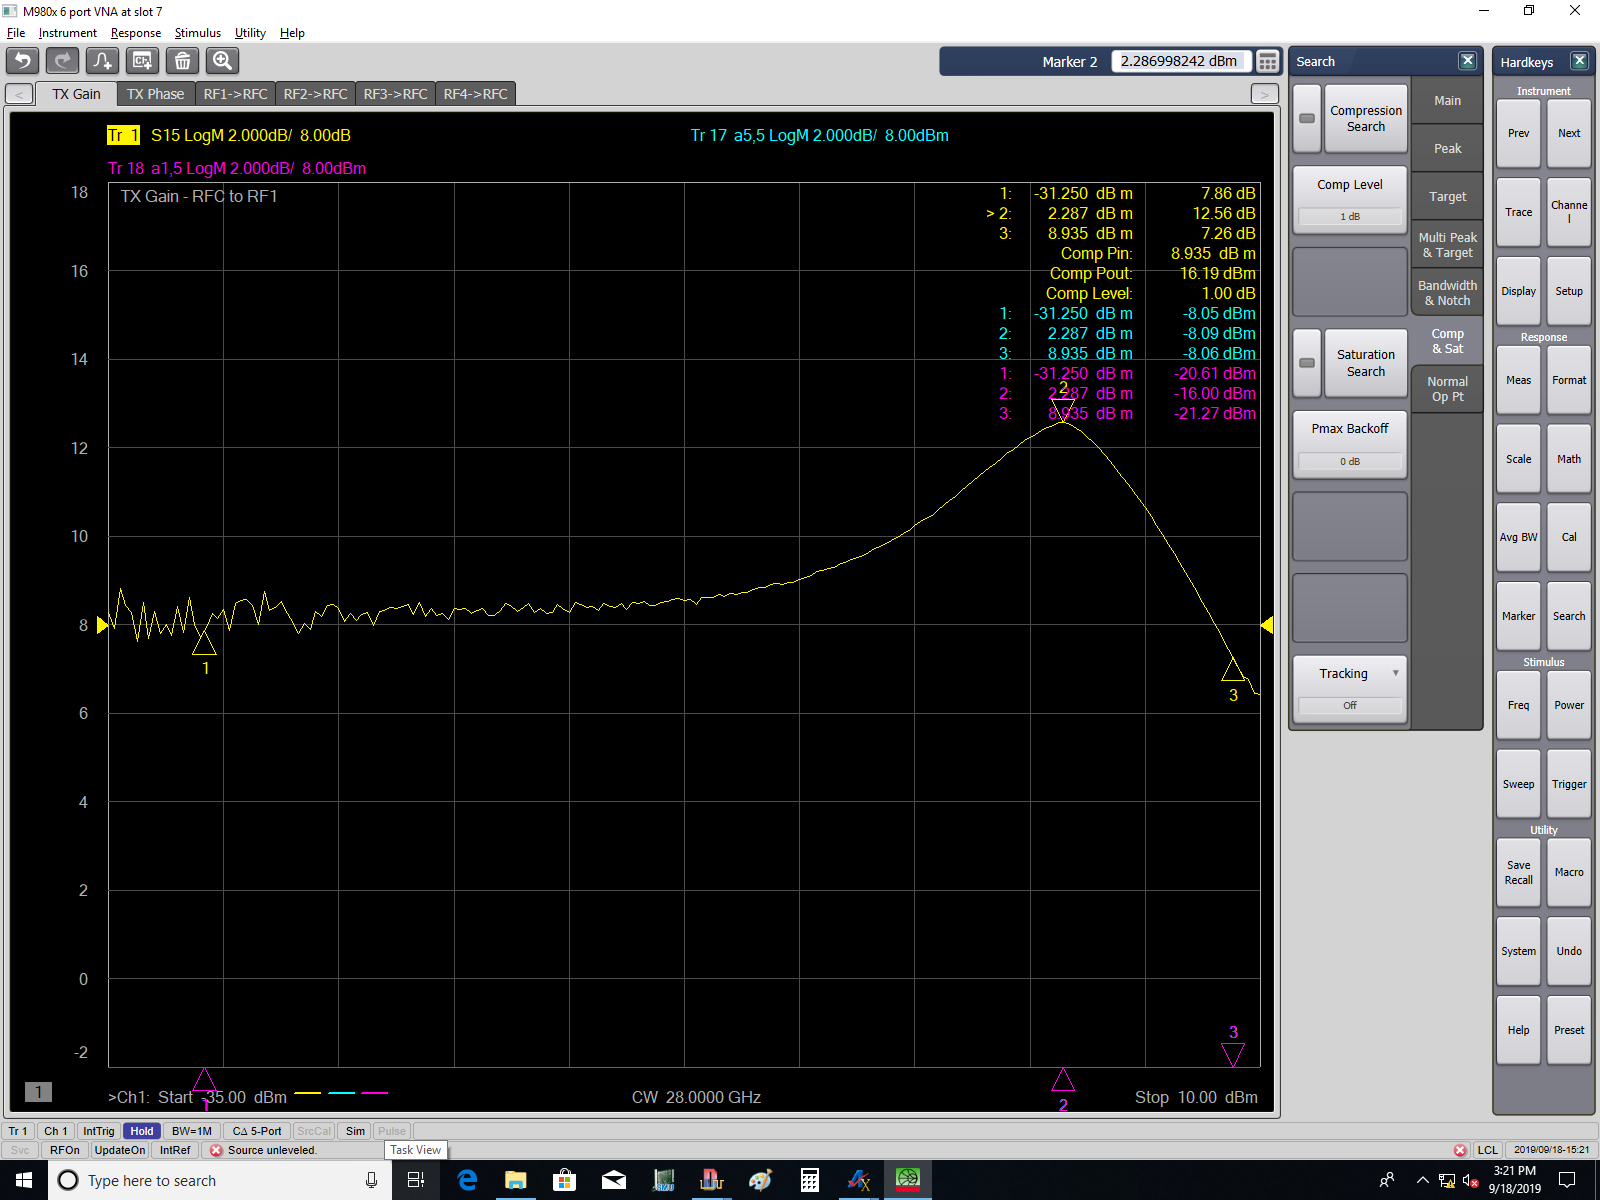 M980x 6 port VNA at slot 7
File Instrument Response Stimulus Utility Help
Marker 2 2.286998242 dBm
< TX Gain TX Phase RF1->RFC RF2->RFC RF3->RFC RF4->RFC >
Tr 1 S15 LogM 2.000dB/ 8.00dB
Tr 17 a5,5 LogM 2.000dB/ 8.00dBm
Tr 18 a1,5 LogM 2.000dB/ 8.00dBm
TX Gain - RFC to RF1
18
16
14
12
10
8
6
4
2
0
-2
1: -31.250 dB m 7.86 dB
> 2: 2.287 dB m 12.56 dB
3: 8.935 dB m 7.26 dB
Comp Pin: 8.935 dB m
Comp Pout: 16.19 dBm
Comp Level: 1.00 dB
1: -31.250 dB m -8.05 dBm
2: 2.287 dB m -8.09 dBm
3: 8.935 dB m -8.06 dBm
1: -31.250 dB m -20.61 dBm
2: 2.287 dB m -16.00 dBm
3: 8.935 dB m -21.27 dBm
2
1
3
3
1
2
1
>Ch1: Start -35.00 dBm
CW 28.0000 GHz
Stop 10.00 dBm
Search
Compression
Search
Comp Level
1 dB
Saturation
Search
Pmax Backoff
0 dB
Tracking
Off
Main
Peak
Target
Multi Peak
& Target
Bandwidth
& Notch
Comp
& Sat
Normal
Op Pt
Hardkeys
Instrument
Prev Next
Trace Channe
l
Display Setup
Response
Meas Format
Scale Math
Avg BW Cal
Marker Search
Stimulus
Freq Power
Sweep Trigger
Utility
Save
Recall Macro
System Undo
Help Preset
Tr 1 Ch 1 IntTrig Hold BW=1M CΔ 5-Port SrcCal Sim Pulse
Svc RFOn UpdateOn IntRef Source unleveled. LCL 2019/09/18-15:21
Task View
Type here to search
3:21 PM
9/18/2019